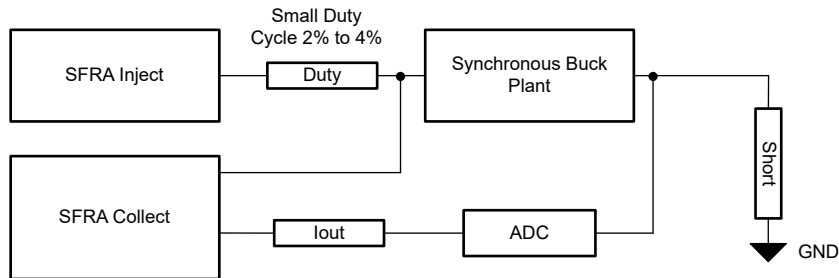 Small Duty
Cycle 2% to 4%
SFRA Inject
Duty
Synchronous Buck
Plant
Short
SFRA Collect
Iout
ADC
GND